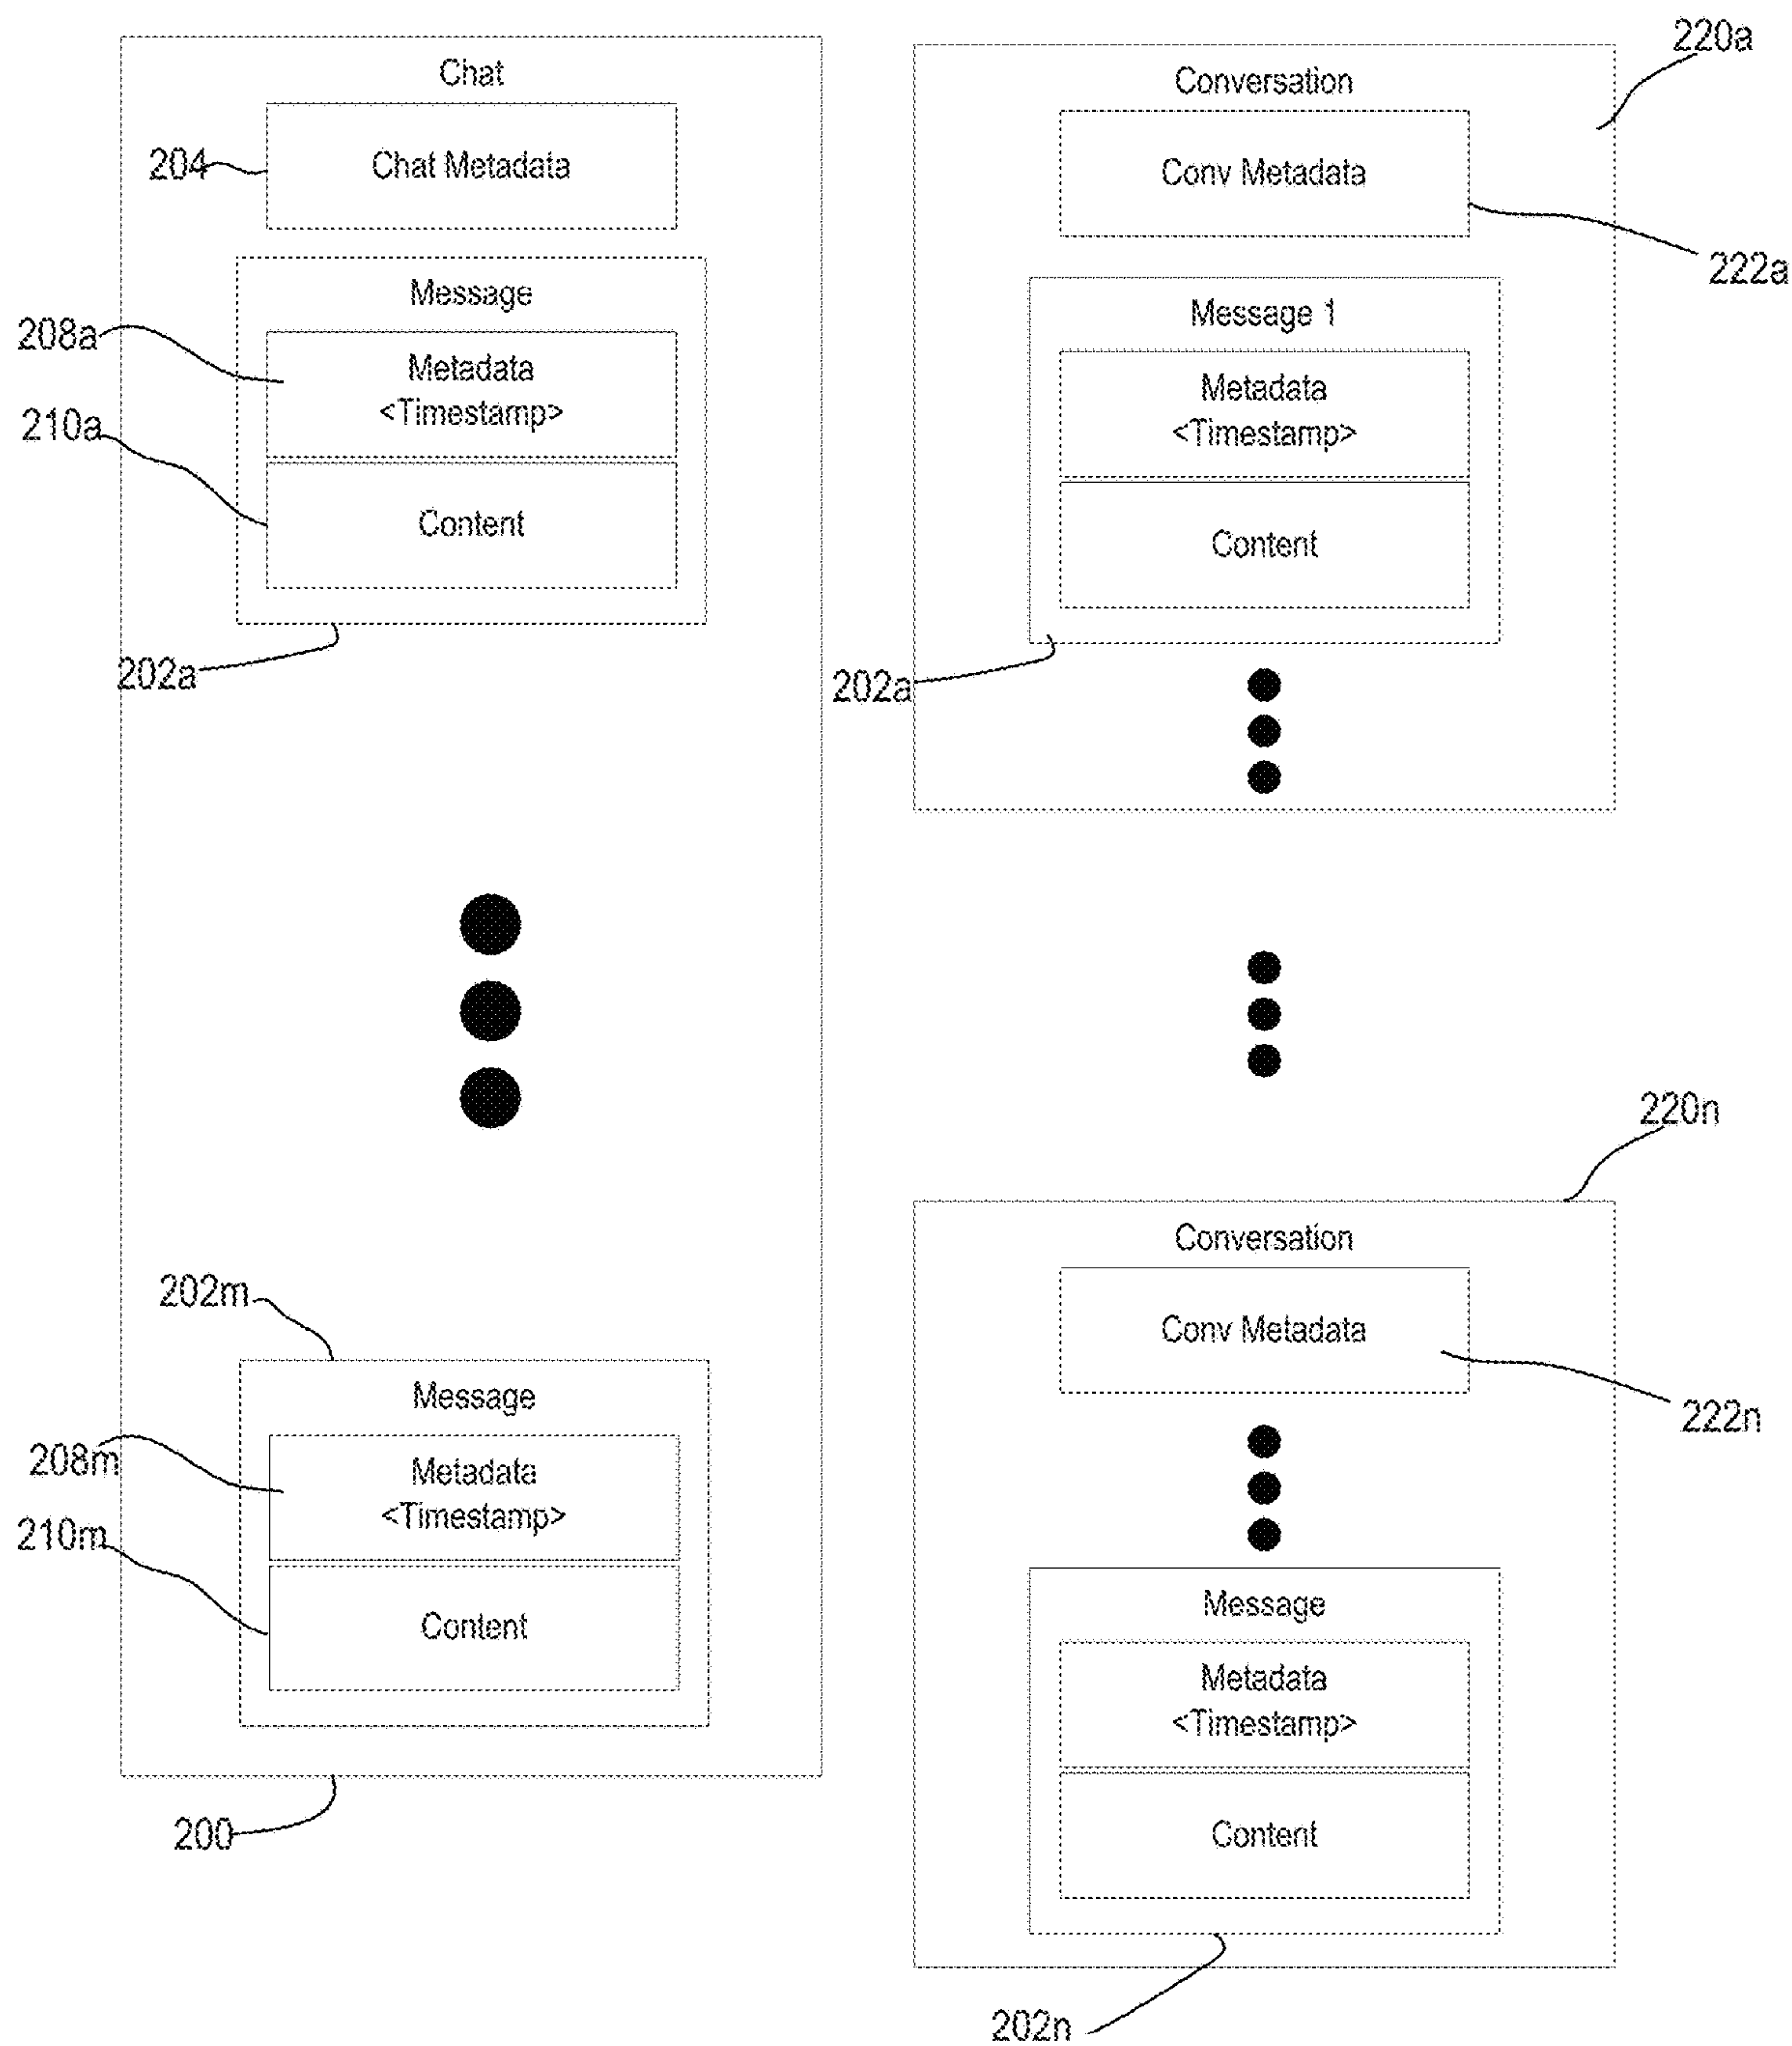 Chat
Chat Metadata
204
Message
208a
Metadata
<Timestamp>
210a
Content
202a
202m
Message
208m
Metadata
<Timestamp>
210m
Content
200
220a
Conversation
Conv Metadata
222a
Message 1
Metadata
<Timestamp>
Content
202a
220n
Conversation
Conv Metadata
222n
Message
Metadata
<Timestamp>
Content
202n